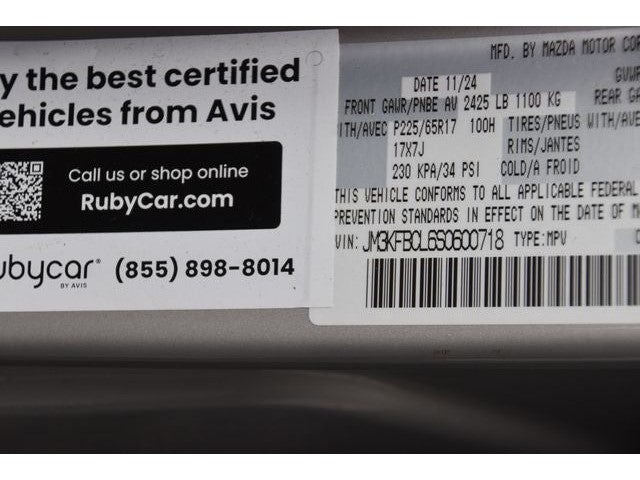 y the best certified
ehicles from Avis
Call us or shop online
RubyCar.com
ubycar®
BY AVIS
(855) 898-8014
MFD. BY MAZDA MOTOR COR
DATE 11/24
GVWR
FRONT GAWR/PNBE AV 2425 LB 1100 KG
REAR GA
ITH/AVEC P225/65R17 100H TIRES/PNEUS WITH/AVE
17X7J RIMS/JANTES
230 KPA/34 PSI COLD/A FROID
THIS VEHICLE CONFORMS TO ALL APPLICABLE FEDERAL
PREVENTION STANDARDS IN EFFECT ON THE DATE OF M
VIN: JM3KFBCL6S0600718 TYPE:MPV